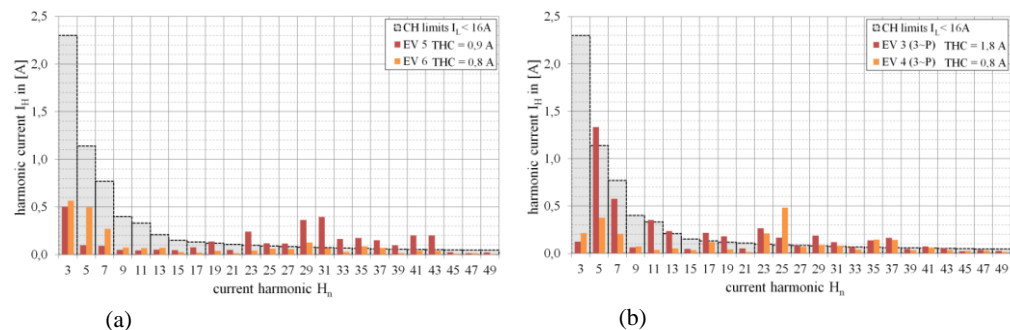 (a)
2,5
2,0
1,5
1,0
0,5
0,0
harmonic current I_H in [A]
CH limits I_L < 16A
EV 5 THC = 0,9 A
EV 6 THC = 0,8 A
3 5 7 9 11 13 15 17 19 21 23 25 27 29 31 33 35 37 39 41 43 45 47 49
current harmonic H_n
(a)
(b)
2,5
2,0
1,5
1,0
0,5
0,0
harmonic current I_H in [A]
CH limits I_L < 16A
EV 3 (3~P) THC = 1,8 A
EV 4 (3~P) THC = 0,8 A
3 5 7 9 11 13 15 17 19 21 23 25 27 29 31 33 35 37 39 41 43 45 47 49
current harmonic H_n
(b)